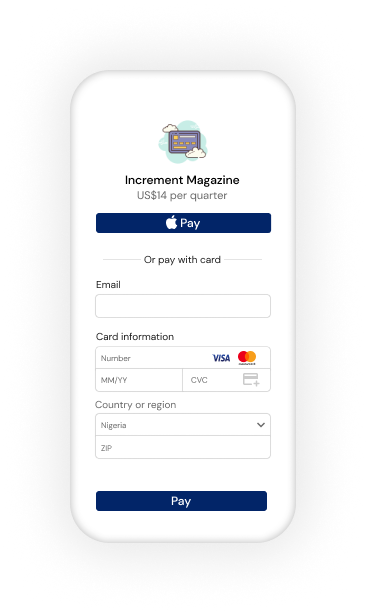 Increment Magazine
US$14 per quarter
Pay
Or pay with card
Email
Card information
Number VISA
MM/YY CVC
Country or region
Nigeria
ZIP
Pay